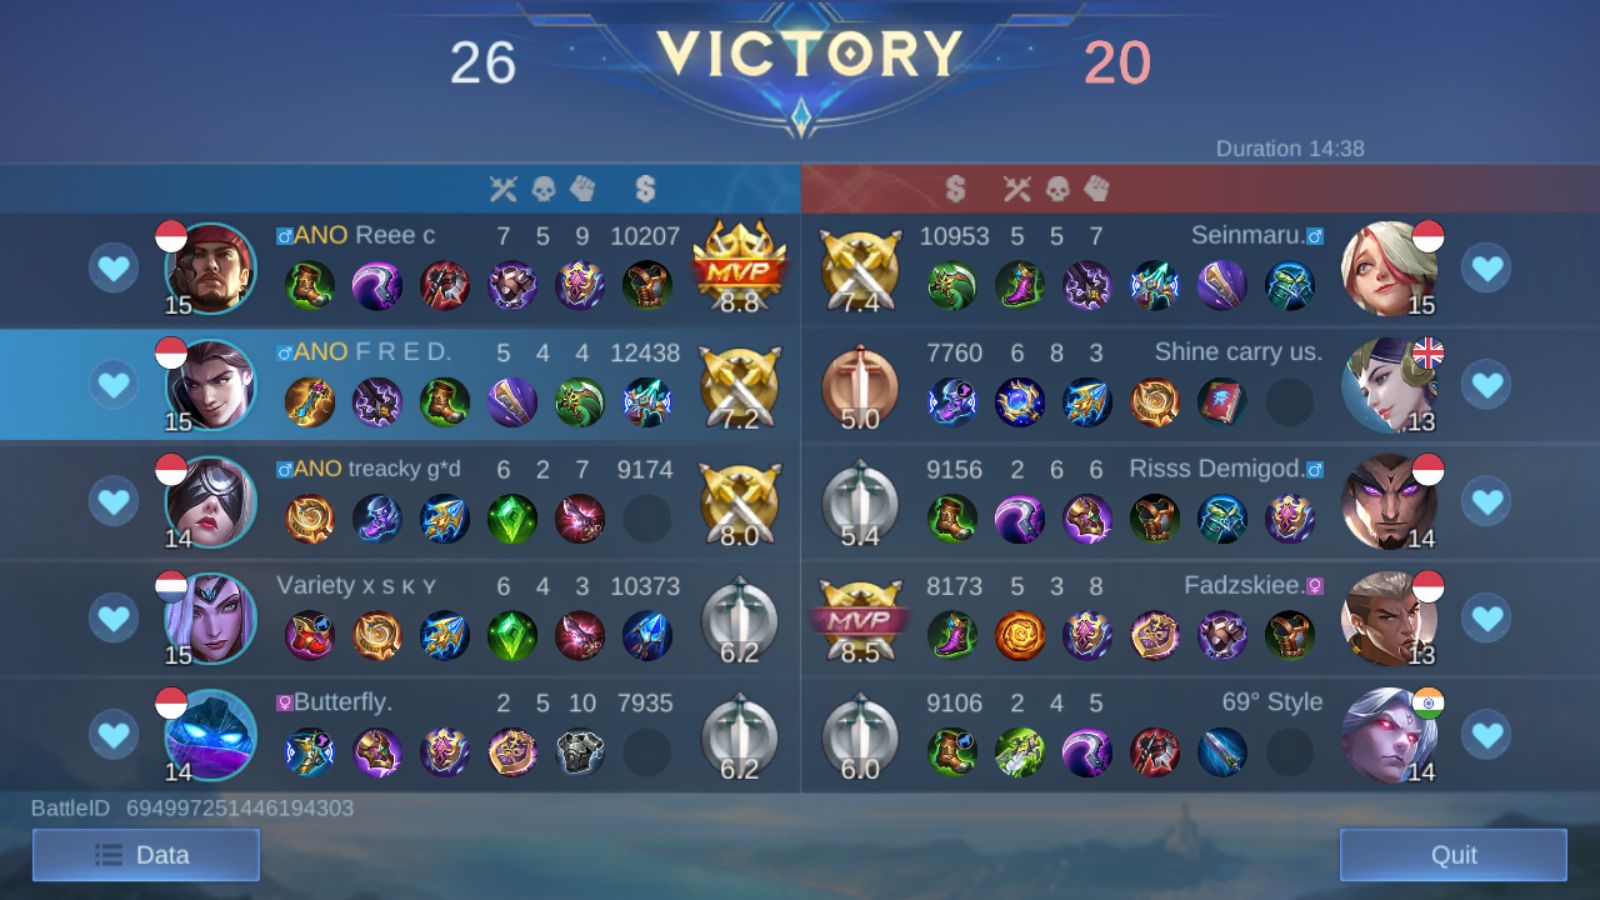 26 VICTORY 20
Duration 14:38
ANO Reee c 7 5 9 10207
15
MVP 8.8
10953 5 5 7 Seinmaru.
7.4
15
ANO F R E D. 5 4 4 12438
15
7.2
7760 6 8 3 Shine carry us.
5.0
13
ANO treacky g*d 6 2 7 9174
14
8.0
9156 2 6 6 Risss Demigod.
5.4
14
Variety x s ᴋ ʏ 6 4 3 10373
15
6.2
8173 5 3 8 Fadzskiee.
MVP 8.5
13
Butterfly. 2 5 10 7935
14
6.2
9106 2 4 5 69° Style
6.0
14
BattleID 694997251446194303
Data
Quit